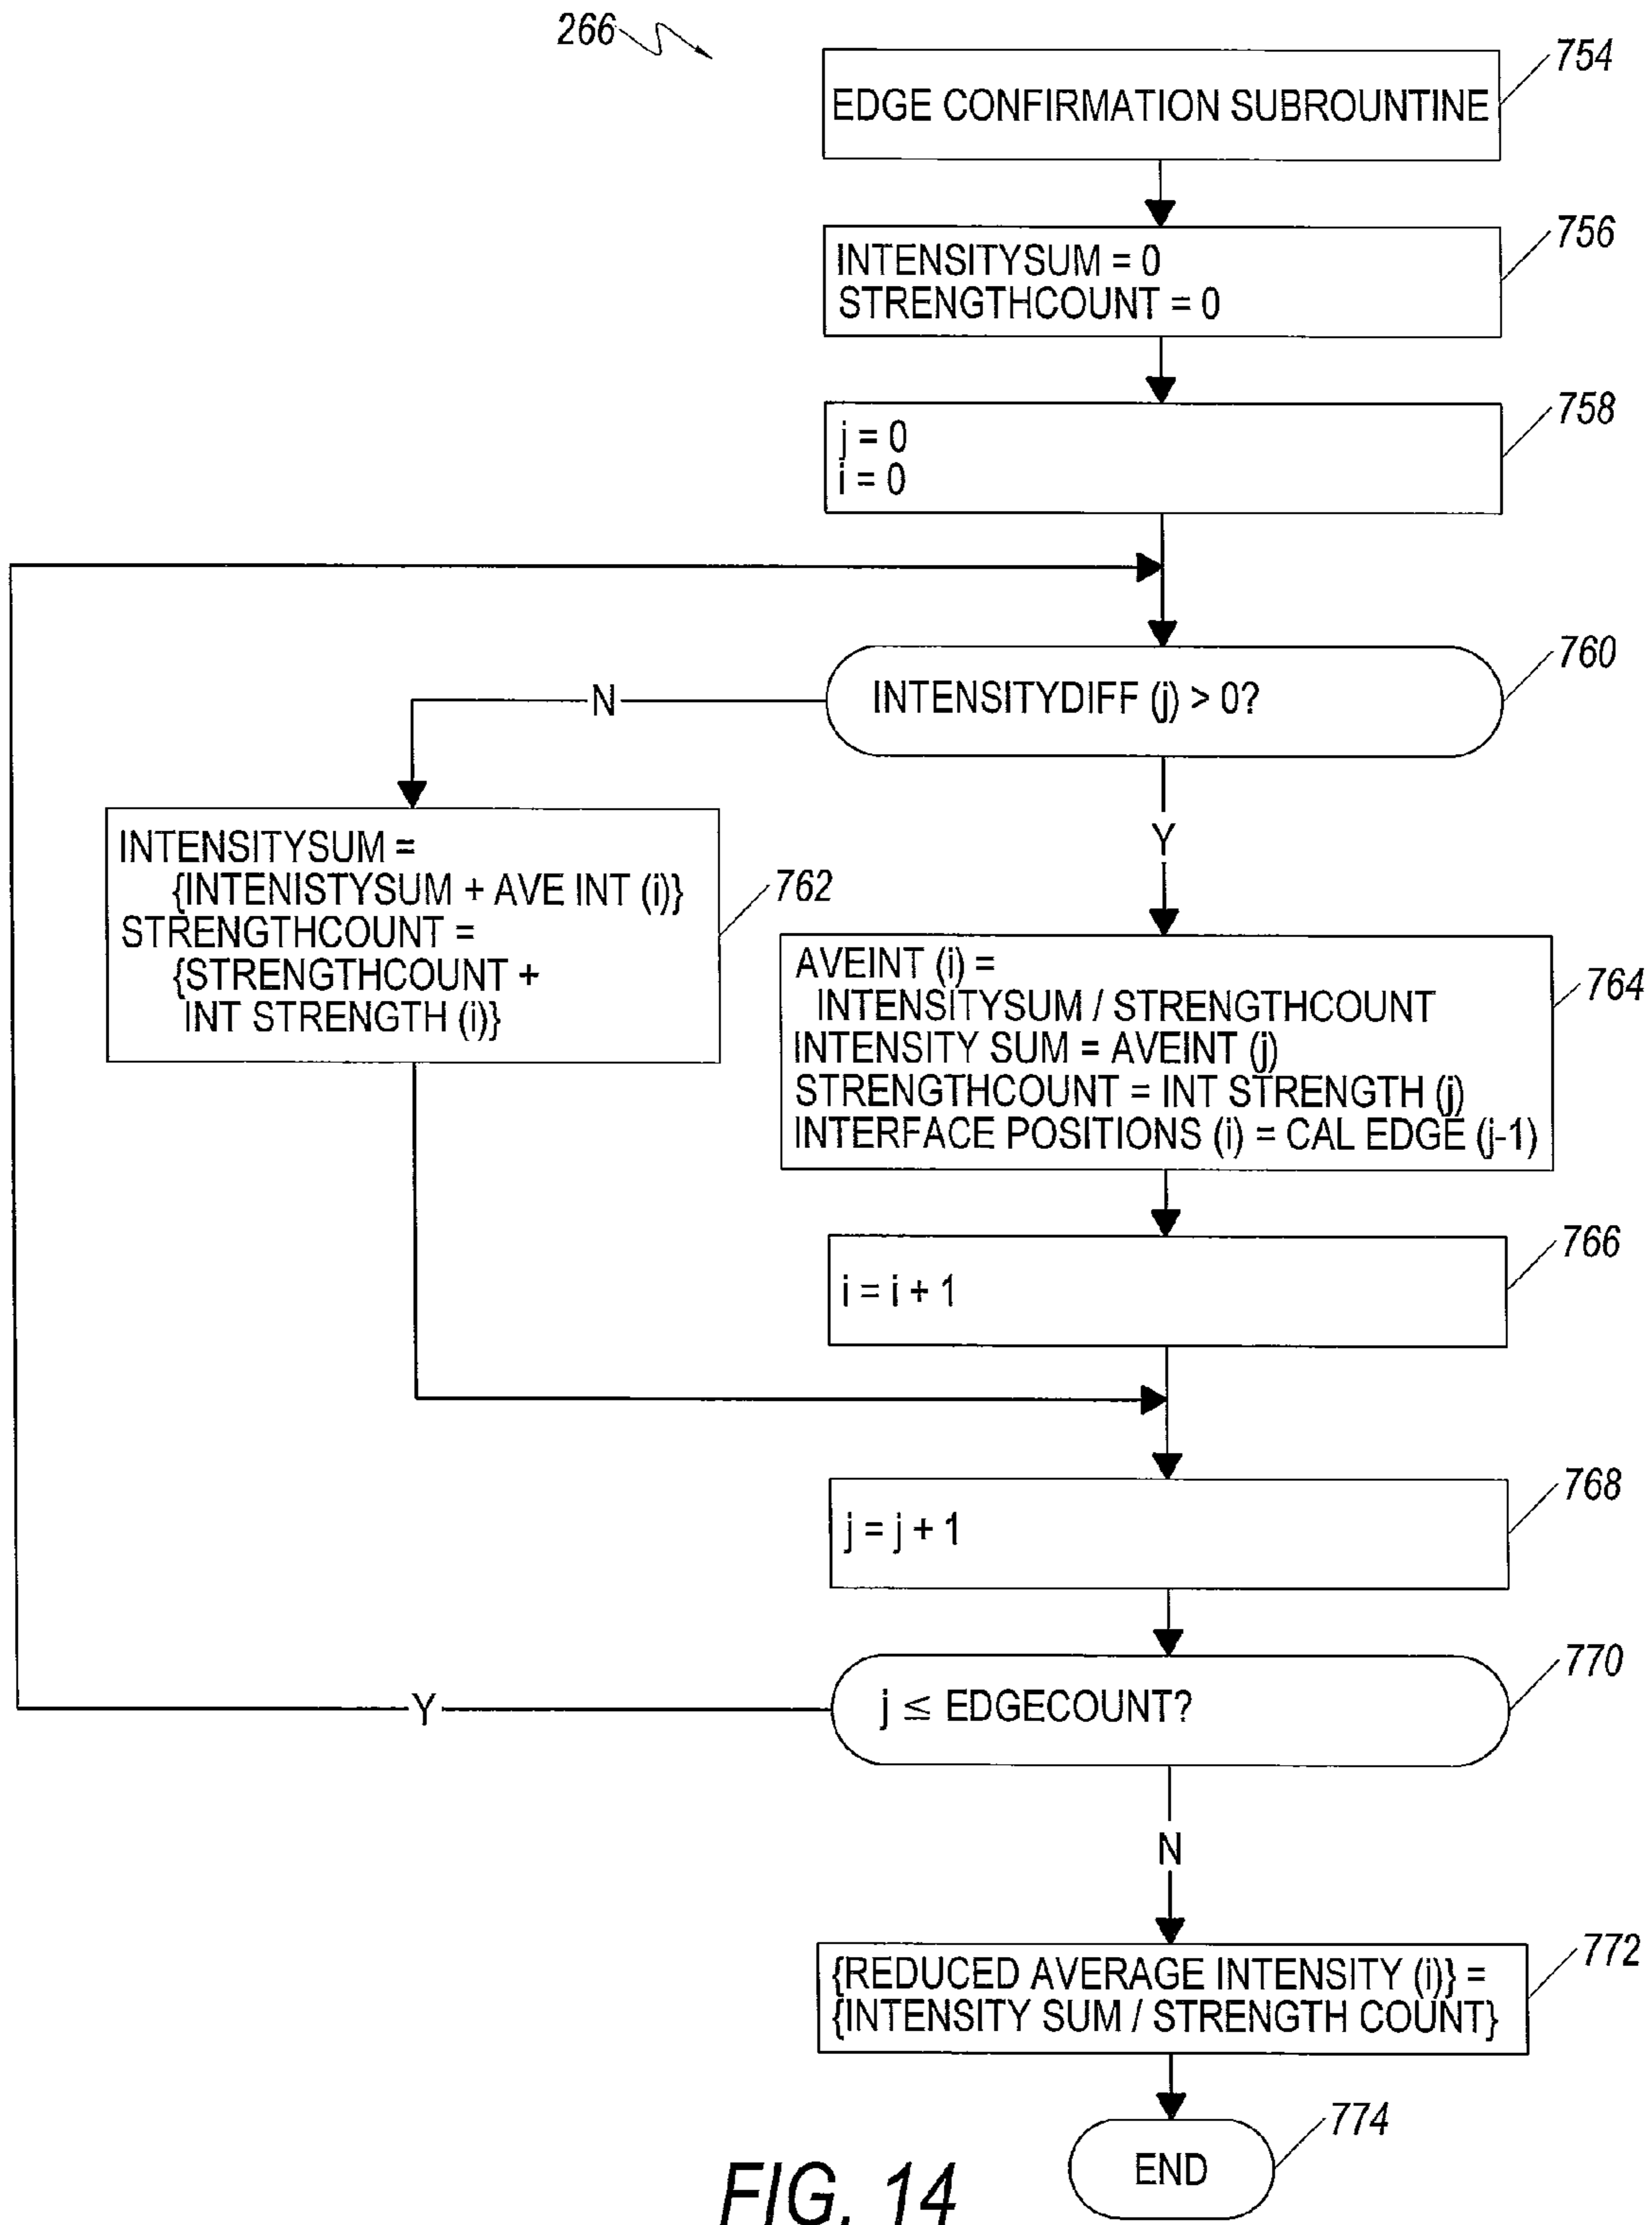 266
754
EDGE CONFIRMATION SUBROUNTINE
756
INTENSITYSUM = 0
STRENGTHCOUNT = 0
758
j = 0
i = 0
760
INTENSITYDIFF (j) > 0?
N
Y
762
INTENSITYSUM =
{INTENISTYSUM + AVE INT (i)}
STRENGTHCOUNT =
{STRENGTHCOUNT +
INT STRENGTH (i)}
764
AVEINT (i) =
INTENSITYSUM / STRENGTHCOUNT
INTENSITY SUM = AVEINT (j)
STRENGTHCOUNT = INT STRENGTH (j)
INTERFACE POSITIONS (i) = CAL EDGE (j-1)
766
i = i + 1
768
j = j + 1
770
j ≤ EDGECOUNT?
Y
N
772
{REDUCED AVERAGE INTENSITY (i)} =
{INTENSITY SUM / STRENGTH COUNT}
774
END
FIG. 14